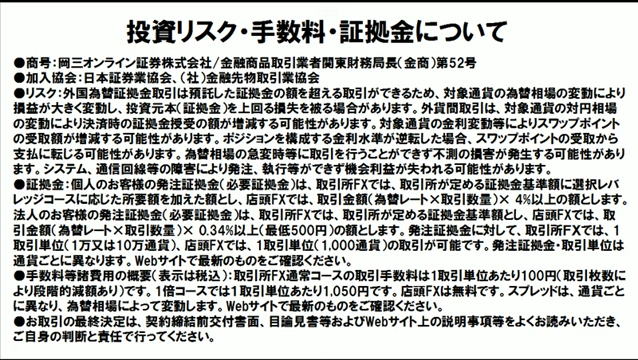 投資リスク・手数料・証拠金について
●商号：岡三オンライン証券株式会社/金融商品取引業者関東財務局長（金商）第52号
●加入協会：日本証券業協会、（社）金融先物取引業協会
●リスク：外国為替証拠金取引は預託した証拠金の額を超える取引ができるため、対象通貨の為替相場の変動により
損益が大きく変動し、投資元本（証拠金）を上回る損失を被る場合があります。外貨間取引は、対象通貨の対円相場
の変動により決済時の証拠金授受の額が増減する可能性があります。対象通貨の金利変動等によりスワップポイント
の受取額が増減する可能性があります。ポジションを構成する金利水準が逆転した場合、スワップポイントの受取から
支払に転じる可能性があります。為替相場の急変時等に取引を行うことができず不測の損害が発生する可能性があり
ます。システム、通信回線等の障害により発注、執行等ができず機会利益が失われる可能性があります。
●証拠金：個人のお客様の発注証拠金（必要証拠金）は、取引所FXでは、取引所が定める証拠金基準額に選択レバ
レッジコースに応じた所要額を加えた額とし、店頭FXでは、取引金額（為替レート×取引数量）× 4%以上の額とします。
法人のお客様の発注証拠金（必要証拠金）は、取引所FXでは、取引所が定める証拠金基準額とし、店頭FXでは、取
引金額（為替レート×取引数量）× 0.34%以上（最低500円）の額とします。発注証拠金に対して、取引所FXでは、1
取引単位（1万又は10万通貨）、店頭FXでは、1取引単位（1,000通貨）の取引が可能です。発注証拠金・取引単位は
通貨ごとに異なります。Webサイトで最新のものをご確認ください。
●手数料等諸費用の概要（表示は税込）：取引所FX通常コースの取引手数料は1取引単位あたり100円（取引枚数に
より段階的減額あり）です。1倍コースでは1取引単位あたり1,050円です。店頭FXは無料です。スプレッドは、通貨ごと
に異なり、為替相場によって変動します。Webサイトで最新のものをご確認ください。
●お取引の最終決定は、契約締結前交付書面、目論見書等およびWebサイト上の説明事項等をよくお読みいただき、
ご自身の判断と責任で行ってください。